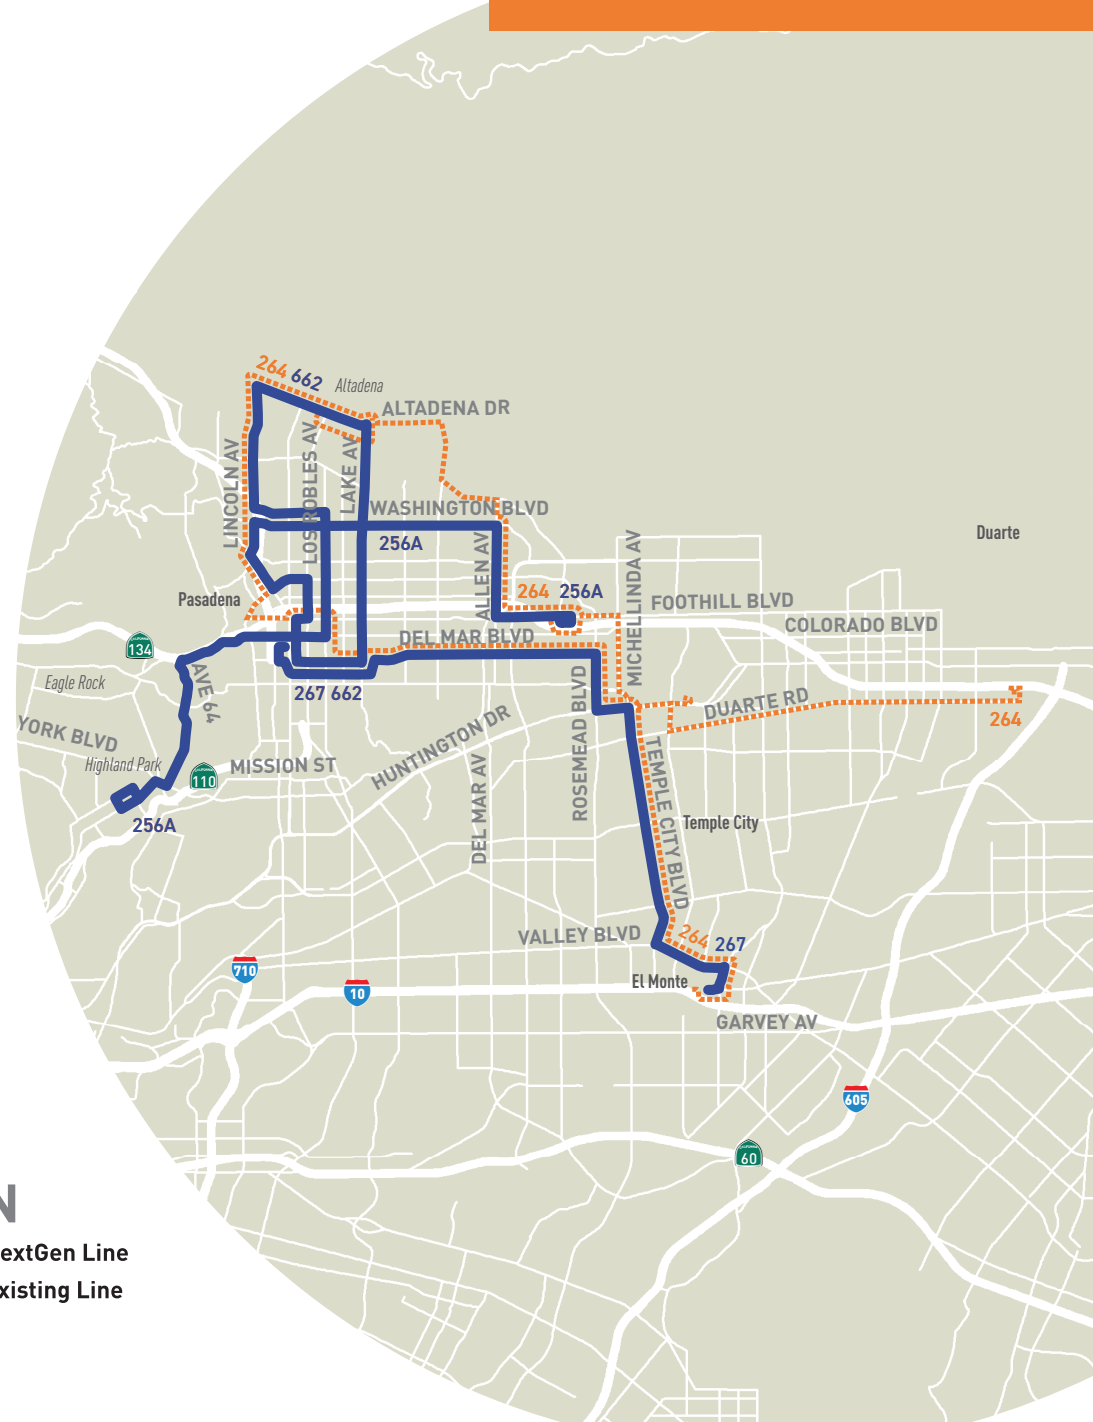 264 662
Altadena
ALTADENA DR
LINCOLN AV
LOS ROBLES AV
LAKE AV
WASHINGTON BLVD
256A
ALLEN AV
MICHELLINDA AV
Duarte
264 256A
Pasadena
FOOTHILL BLVD
COLORADO BLVD
DEL MAR BLVD
CALIFORNIA
134
Eagle Rock
AVE 64
267 662
ROSEMEAD BLVD
DUARTE RD
264
YORK BLVD
HUNTINGTON DR
Highland Park
CALIFORNIA
110
MISSION ST
DEL MAR AV
TEMPLE CITY BLVD
Temple City
256A
VALLEY BLVD
264 267
710
10
El Monte
GARVEY AV
605
CALIFORNIA
60
N
extGen Line
xisting Line